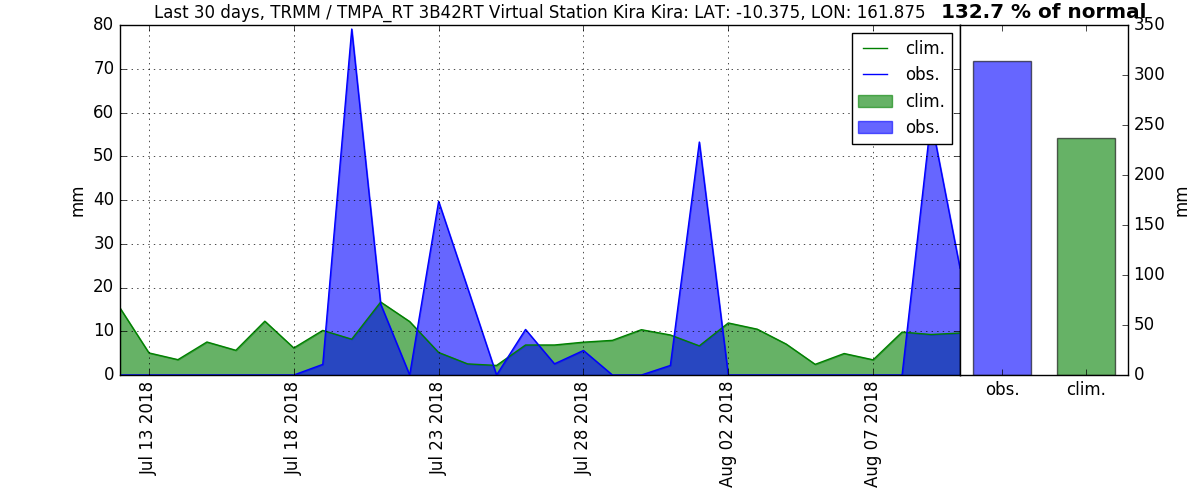 Last 30 days, TRMM / TMPA_RT 3B42RT Virtual Station Kira Kira: LAT: -10.375, LON: 161.875
132.7 % of normal
80
70
60
50
40
30
20
10
0
mm
clim.
obs.
clim.
obs.
Jul 13 2018
Jul 18 2018
Jul 23 2018
Jul 28 2018
Aug 02 2018
Aug 07 2018
350
300
250
200
150
100
50
0
mm
obs.
clim.